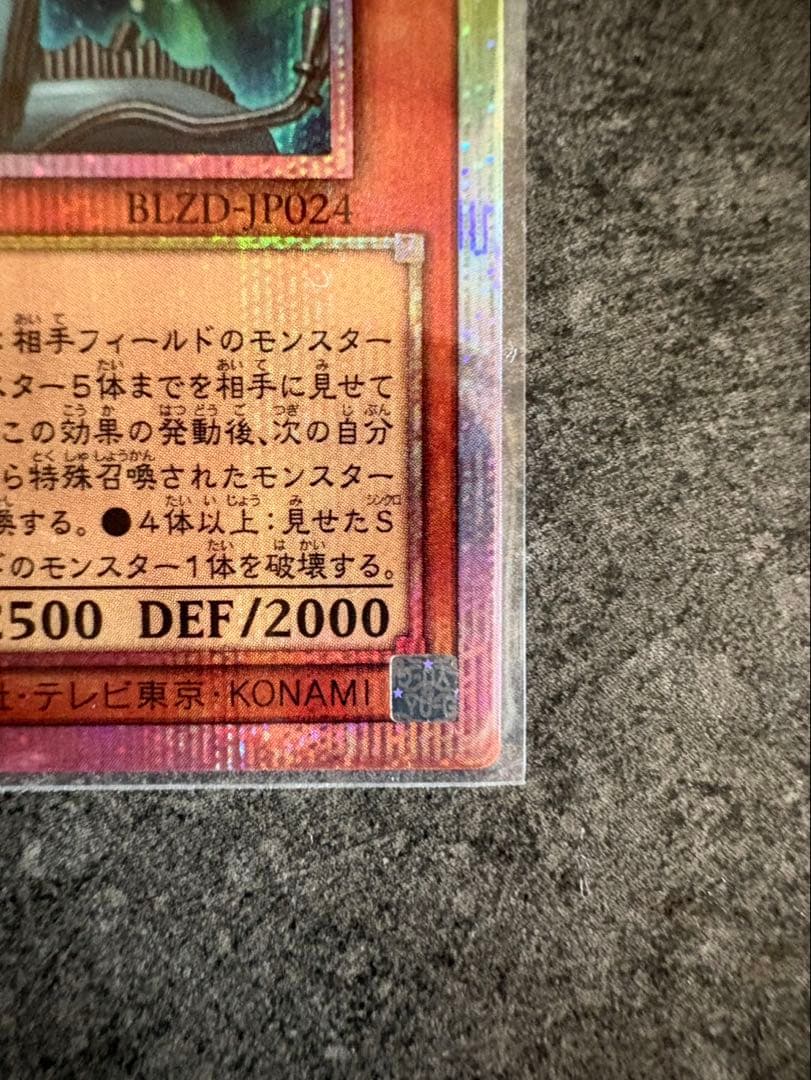 BLZD-JP024
相手フィールドのモンスター
スター5体までを相手に見せて
この効果の発動後、次の自分
ら特殊召喚されたモンスター
する。●4体以上：見せたS
のモンスター1体を破壊する。
2500 DEF/2000
・テレビ東京・KONAMI